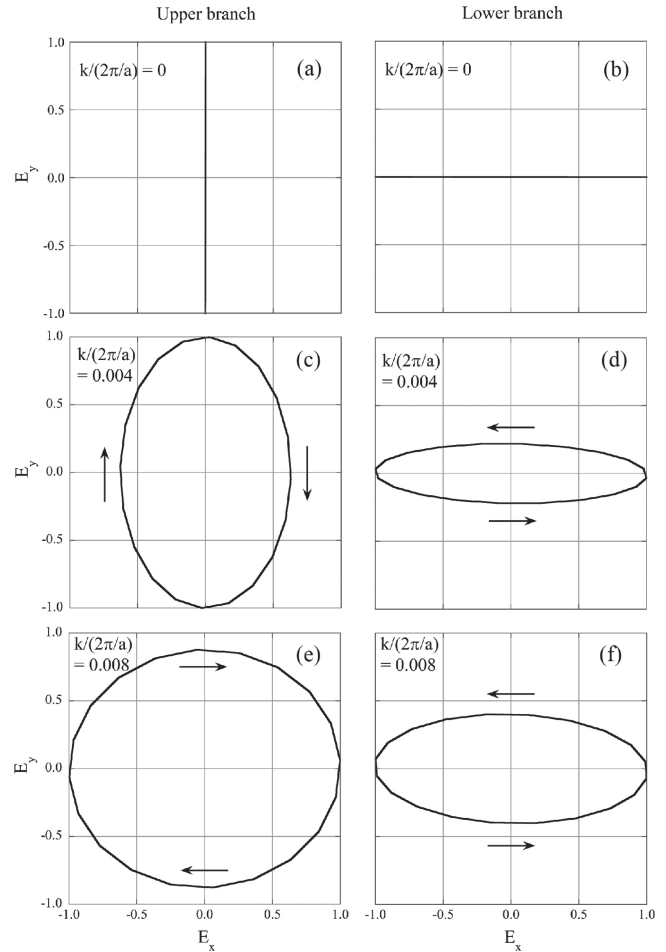 Upper branch
Lower branch
k/(2π/a) = 0
(a)
k/(2π/a) = 0
(b)
1.0
0.5
0.0
-0.5
-1.0
E_y
k/(2π/a)
= 0.004
(c)
k/(2π/a)
= 0.004
(d)
1.0
0.5
0.0
-0.5
-1.0
E_y
k/(2π/a)
= 0.008
(e)
k/(2π/a)
= 0.008
(f)
1.0
0.5
0.0
-0.5
-1.0
E_y
-1.0 -0.5 0.0 0.5 1.0
-1.0 -0.5 0.0 0.5 1.0
E_x
E_x